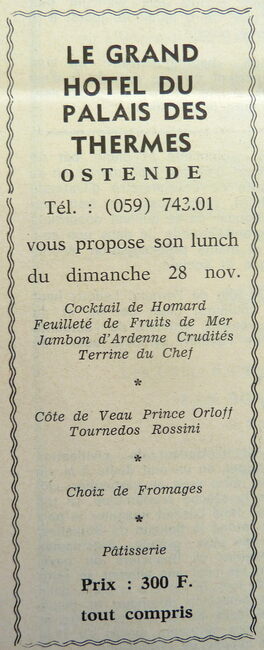 LE GRAND
HOTEL DU
PALAIS DES
THERMES
OSTENDE
Tél. : (059) 743.01
vous propose son lunch
du dimanche 28 nov.
Cocktail de Homard
Feuilleté de Fruits de Mer
Jambon d'Ardenne Crudités
Terrine du Chef
*
Côte de Veau Prince Orloff
Tournedos Rossini
*
Choix de Fromages
*
Pâtisserie
Prix : 300 F.
tout compris